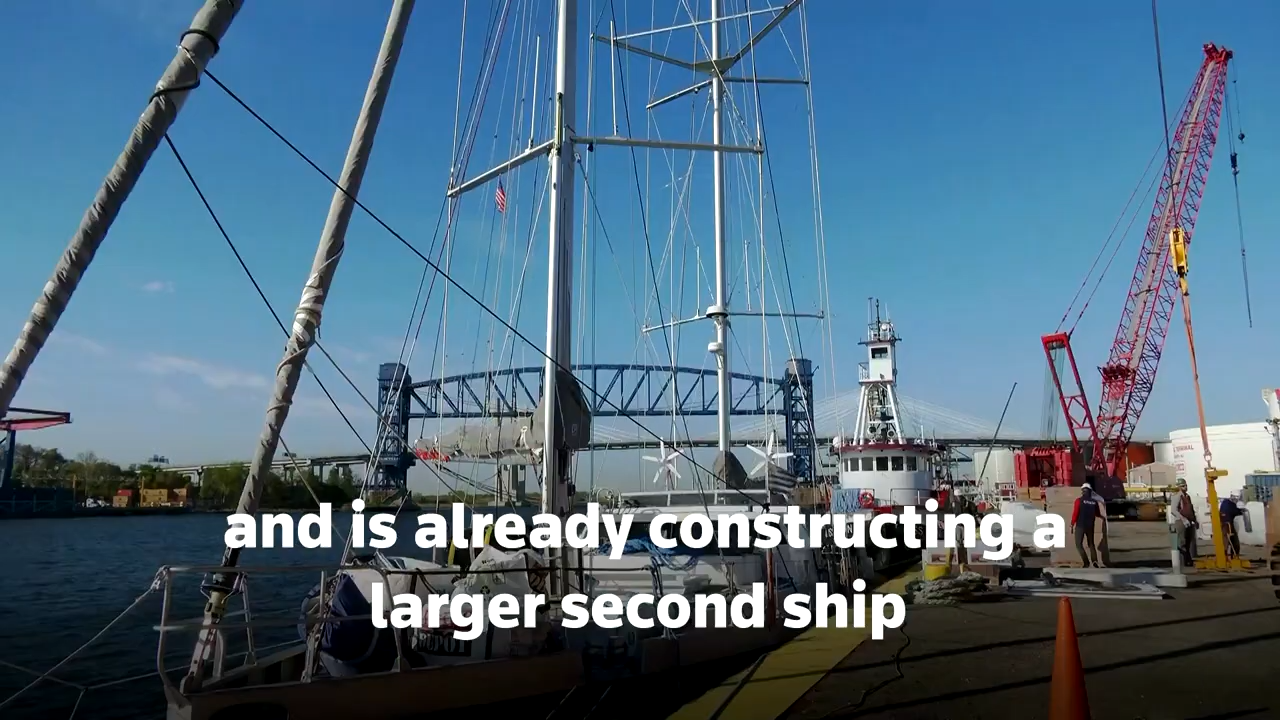 and is already constructing a
larger second ship